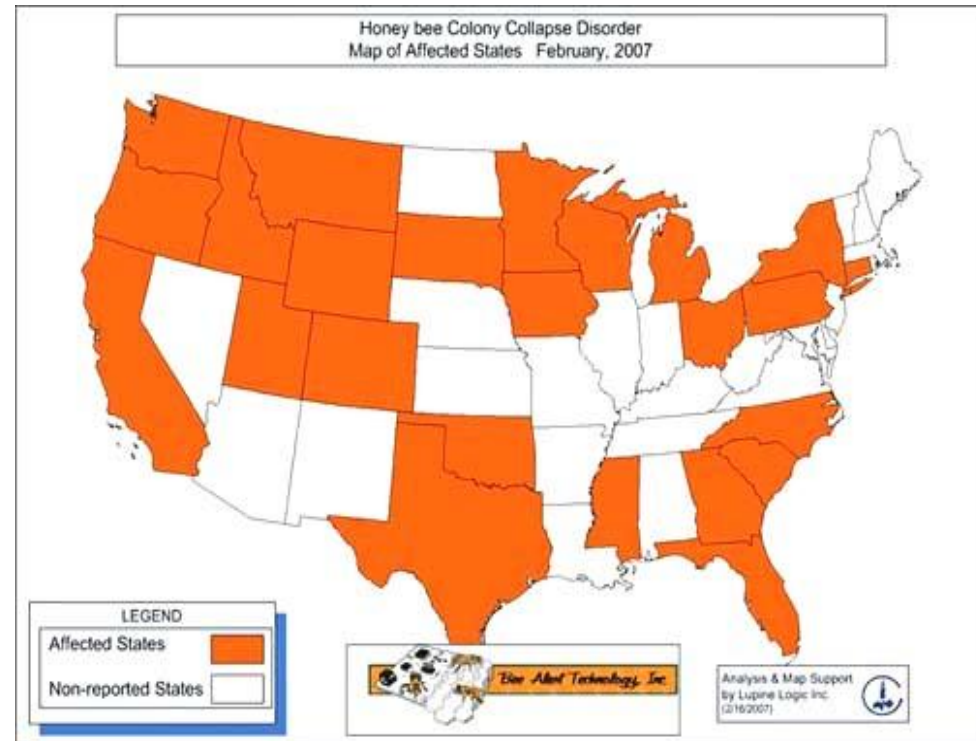 Honey bee Colony Collapse Disorder
Map of Affected States February, 2007
LEGEND
Affected States
Non-reported States
Bee Alert Technology, Inc.
Analysis & Map Support
by Lupine Logic Inc.
(2/16/2007)